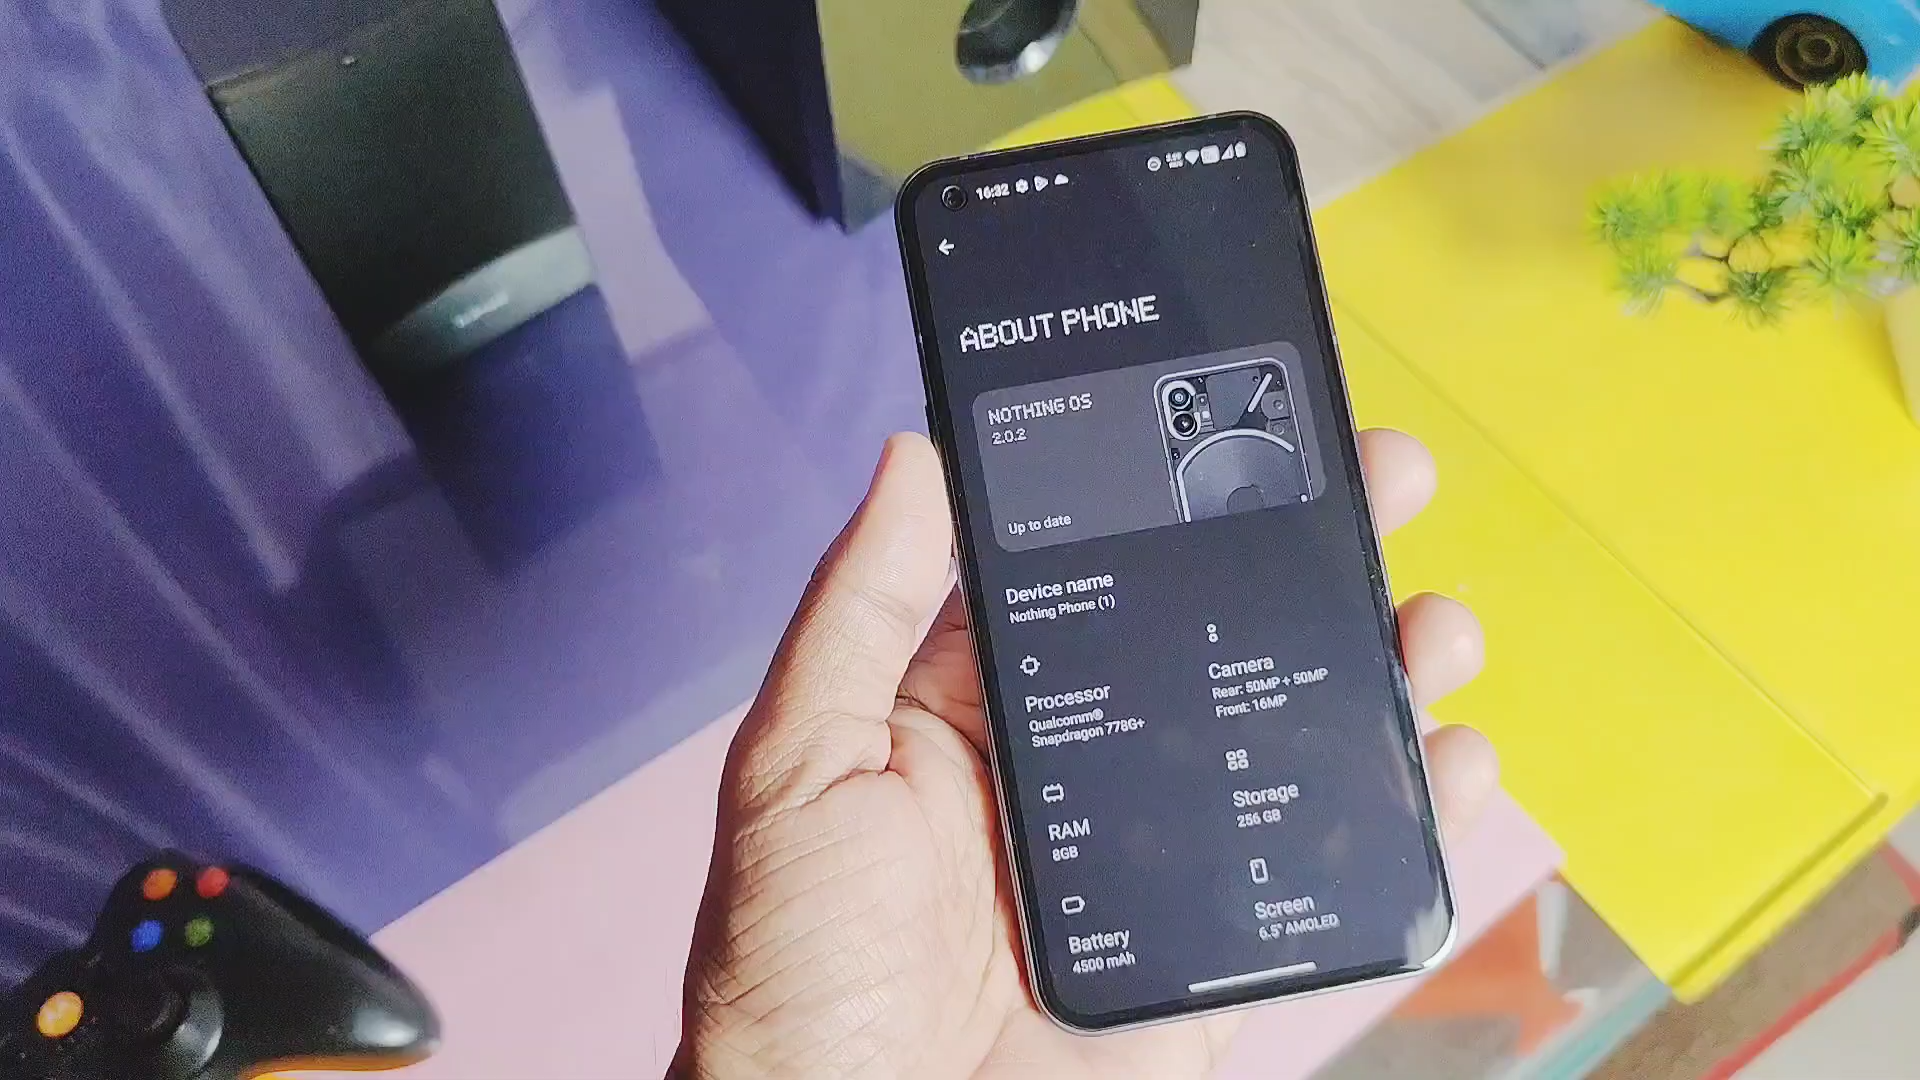 16:32
ABOUT PHONE
NOTHING OS
2.0.2
Up to date
Device name
Nothing Phone (1)
Processor
Qualcomm®
Snapdragon 778G+
Camera
Rear: 50MP + 50MP
Front: 16MP
RAM
8GB
Storage
256 GB
Battery
4500 mAh
Screen
6.5" AMOLED